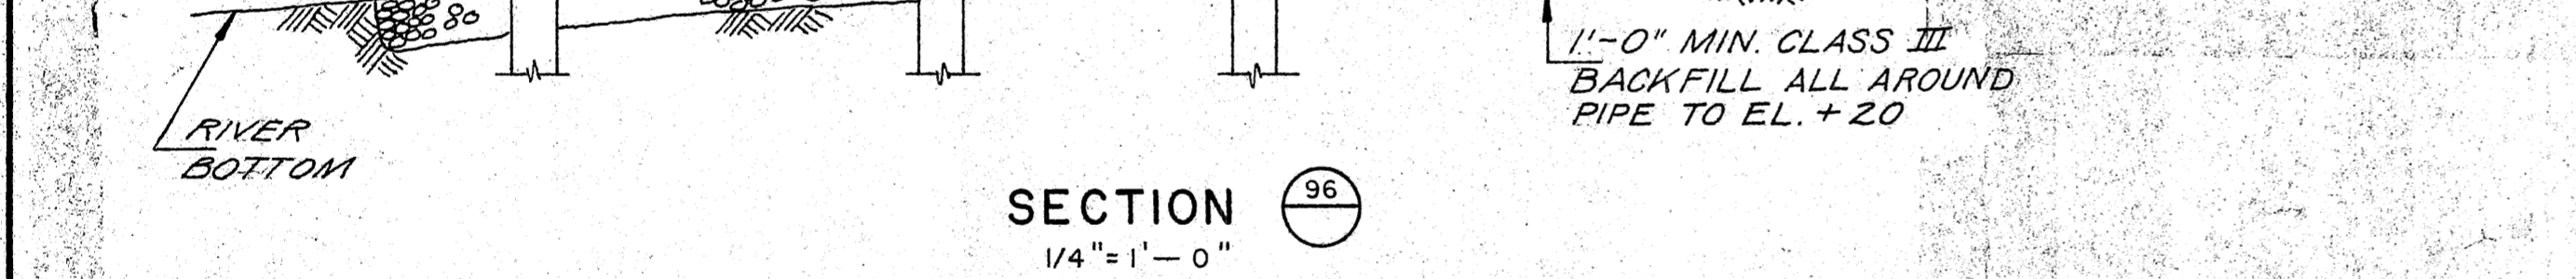 1'-0" MIN. CLASS III
BACKFILL ALL AROUND
PIPE TO EL. +20
RIVER
BOTTOM
SECTION 96
1/4"=1'—0"